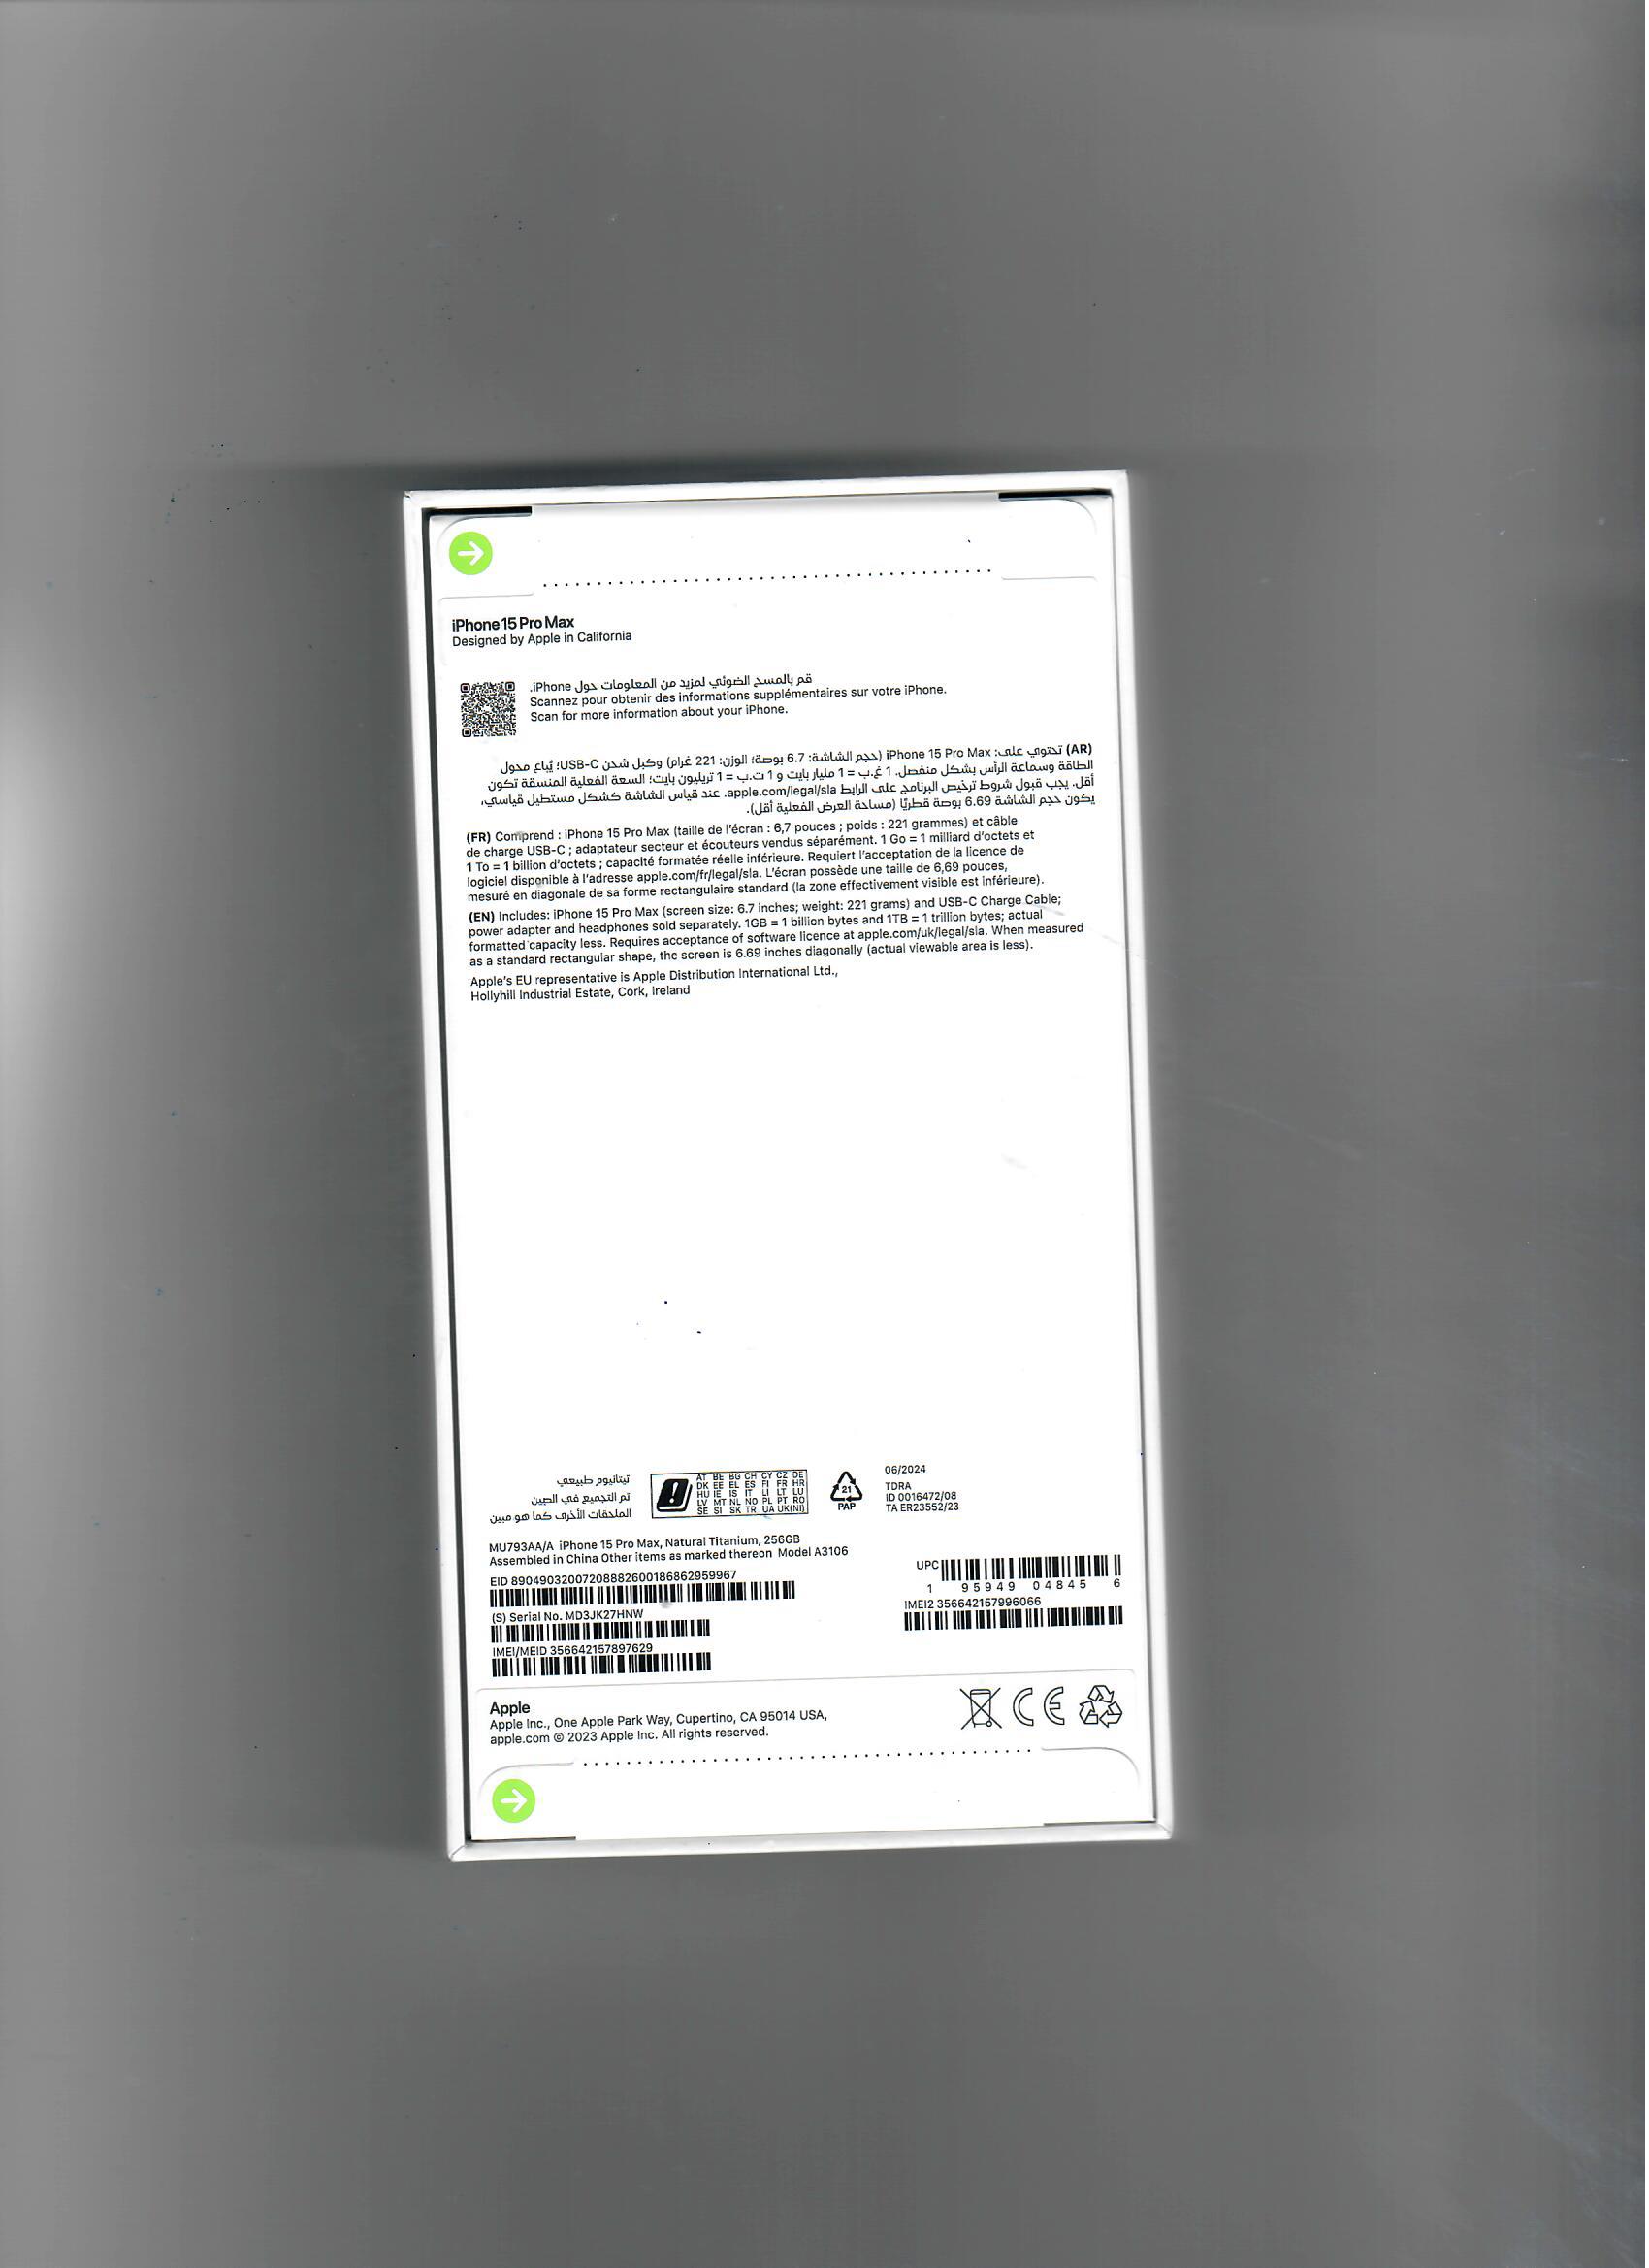 iPhone 15 Pro Max
Designed by Apple in California
قم بالمسح الضوئي لمزيد من المعلومات حول iPhone.
Scannez pour obtenir des informations supplémentaires sur votre iPhone.
Scan for more information about your iPhone.
(AR) تحتوي على: iPhone 15 Pro Max (حجم الشاشة: 6.7 بوصة؛ الوزن: 221 غرام) وكبل شحن USB-C؛ يُباع محول
الطاقة وسماعة الرأس بشكل منفصل. 1 غ.ب = 1 مليار بايت و 1 ت.ب = 1 تريليون بايت؛ السعة الفعلية المنسقة تكون
أقل. يجب قبول شروط ترخيص البرنامج على الرابط apple.com/legal/sla. عند قياس الشاشة كشكل مستطيل قياسي،
يكون حجم الشاشة 6.69 بوصة قطريًا (مساحة العرض الفعلية أقل).
(FR) Comprend : iPhone 15 Pro Max (taille de l'écran : 6,7 pouces ; poids : 221 grammes) et câble
de charge USB-C ; adaptateur secteur et écouteurs vendus séparément. 1 Go = 1 milliard d'octets et
1 To = 1 billion d'octets ; capacité formatée réelle inférieure. Requiert l'acceptation de la licence de
logiciel disponible à l'adresse apple.com/fr/legal/sla. L'écran possède une taille de 6,69 pouces,
mesuré en diagonale de sa forme rectangulaire standard (la zone effectivement visible est inférieure).
(EN) Includes: iPhone 15 Pro Max (screen size: 6.7 inches; weight: 221 grams) and USB-C Charge Cable;
power adapter and headphones sold separately. 1GB = 1 billion bytes and 1TB = 1 trillion bytes; actual
formatted capacity less. Requires acceptance of software licence at apple.com/uk/legal/sla. When measured
as a standard rectangular shape, the screen is 6.69 inches diagonally (actual viewable area is less).
Apple's EU representative is Apple Distribution International Ltd.,
Hollyhill Industrial Estate, Cork, Ireland
تيتانيوم طبيعي
تم التجميع في الصين
الملحقات الأخرى كما هو مبين
AT BE BG CH CY CZ DE
DK EE EL ES FI FR HR
HU IE IS IT LI LT LU
LV MT NL NO PL PT RO
SE SI SK TR UA UK(NI)
21
PAP
06/2024
TDRA
ID 0016472/08
TA ER23552/23
MU793AA/A iPhone 15 Pro Max, Natural Titanium, 256GB
Assembled in China Other items as marked thereon Model A3106
EID 89049032007208882600186862959967
(S) Serial No. MD3JK27HNW
IMEI/MEID 356642157897629
UPC
1 95949 04845 6
IMEI2 356642157996066
Apple
Apple Inc., One Apple Park Way, Cupertino, CA 95014 USA,
apple.com © 2023 Apple Inc. All rights reserved.
CE